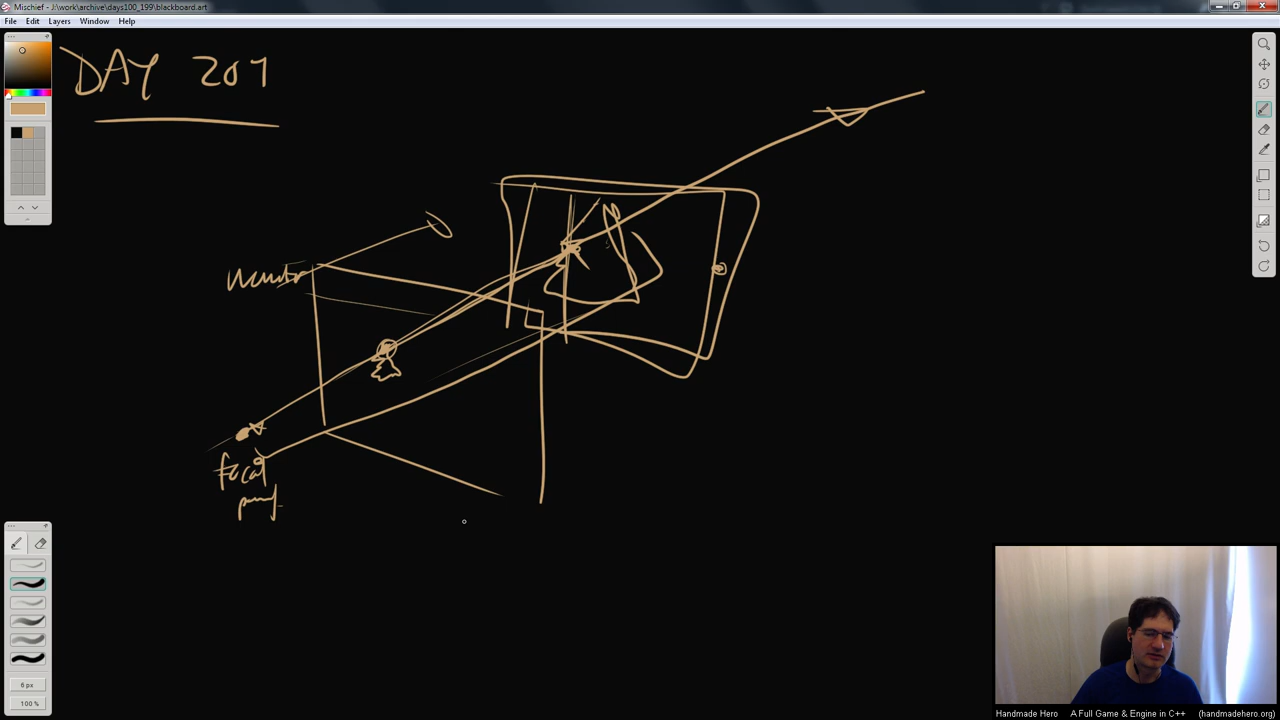 Mischief - J:\work\archive\days100_199\blackboard.art
File Edit Layers Window Help
DAY 207
Monitor
focal
point
6 px
100 %
Handmade Hero A Full Game & Engine in C++ (handmadehero.org)